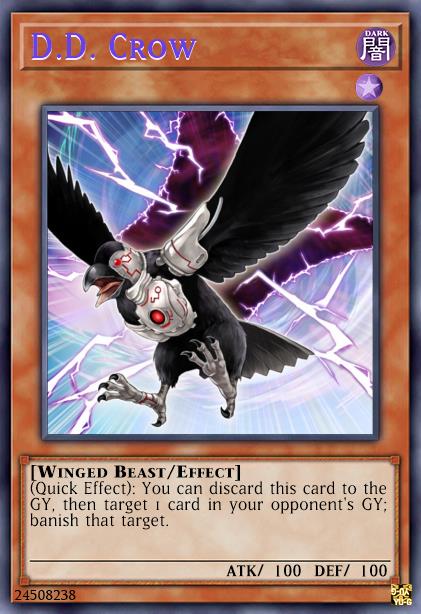 D.D. Crow
DARK
闇
[Winged Beast/Effect]
(Quick Effect): You can discard this card to the
GY, then target 1 card in your opponent's GY;
banish that target.
ATK/ 100 DEF/ 100
24508238